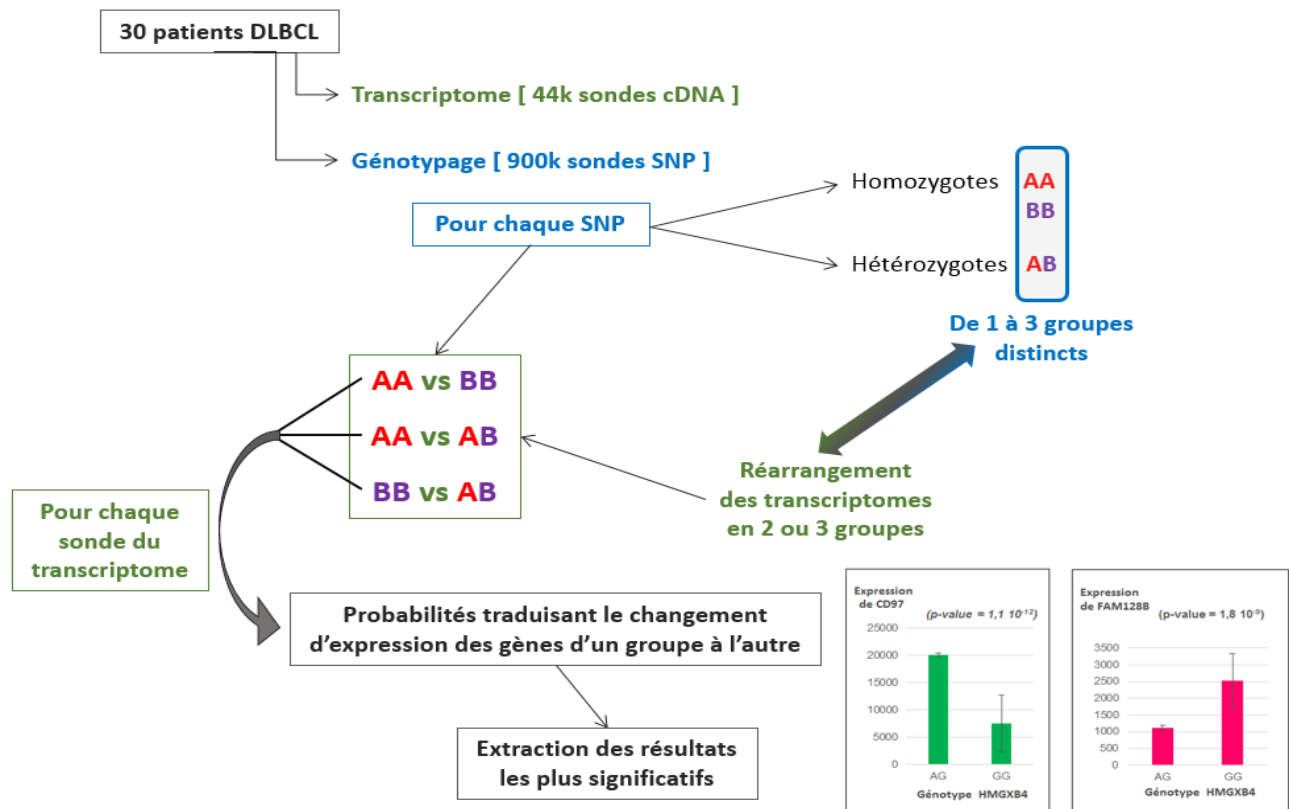 30 patients DLBCL
Transcriptome [ 44k sondes cDNA ]
Génotypage [ 900k sondes SNP ]
Pour chaque SNP
Homozygotes
AA
BB
Hétérozygotes
AB
De 1 à 3 groupes
distincts
AA vs BB
AA vs AB
BB vs AB
Réarrangement
des transcriptomes
en 2 ou 3 groupes
Pour chaque
sonde du
transcriptome
Probabilités traduisant le changement
d'expression des gènes d'un groupe à l'autre
Extraction des résultats
les plus significatifs
Expression
de CD97
(p-value = 1,1 10⁻¹²)
25000
20000
15000
10000
5000
0
AG GG
Génotype HMGXB4
Expression
de FAM128B
(p-value = 1,8 10⁻⁹)
3500
3000
2500
2000
1500
1000
500
0
AG GG
Génotype HMGXB4